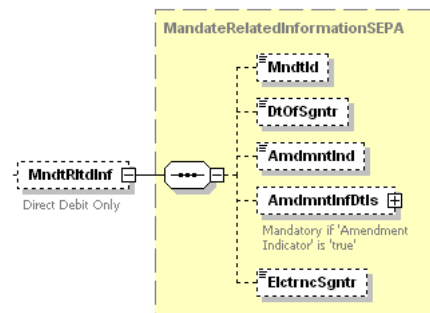 MandateRelatedInformationSEPA
MndtId
DtOfSgntr
AmdmntInd
MndtRltdInf
Direct Debit Only
AmdmntInfDtls
Mandatory if 'Amendment
Indicator' is 'true'
ElctrncSgntr